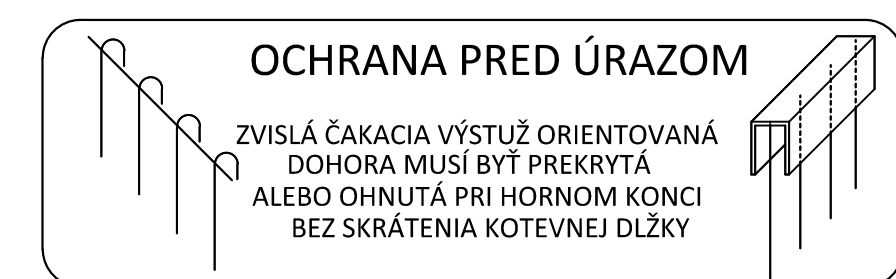 OCHRANA PRED ÚRAZOM
ZVISLÁ ČAKACIA VÝSTUŽ ORIENTOVANÁ
DOHORA MUSÍ BYŤ PREKRYTÁ
ALEBO OHNUTÁ PRI HORNOM KONCI
BEZ SKRÁTENIA KOTEVNEJ DLŽKY